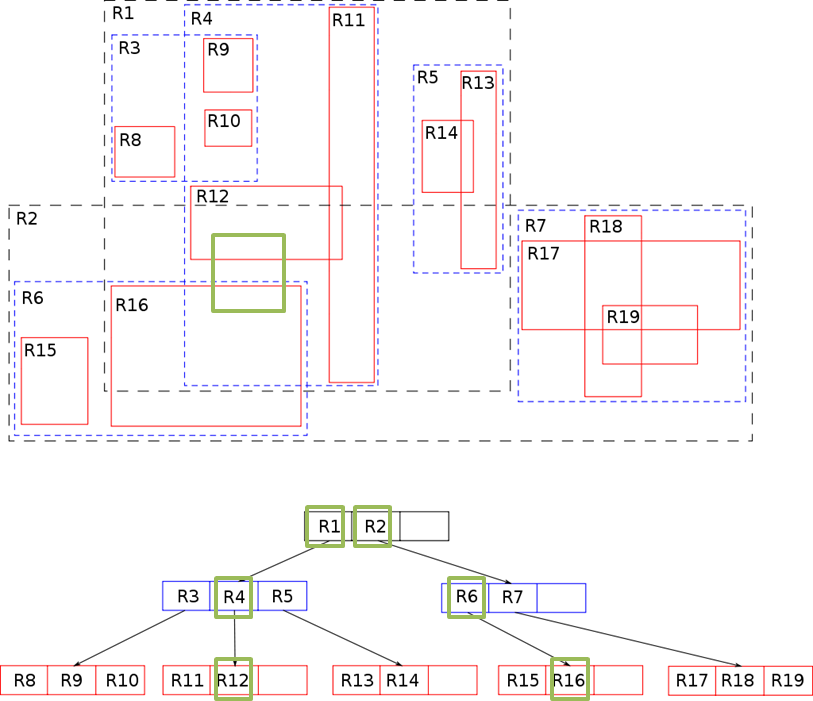 R1
R4
R11
R3
R9
R5
R13
R10
R14
R8
R12
R2
R7
R18
R17
R6
R16
R19
R15
R1 R2
R3 R4 R5 R6 R7
R8 R9 R10 R11 R12 R13 R14 R15 R16 R17 R18 R19